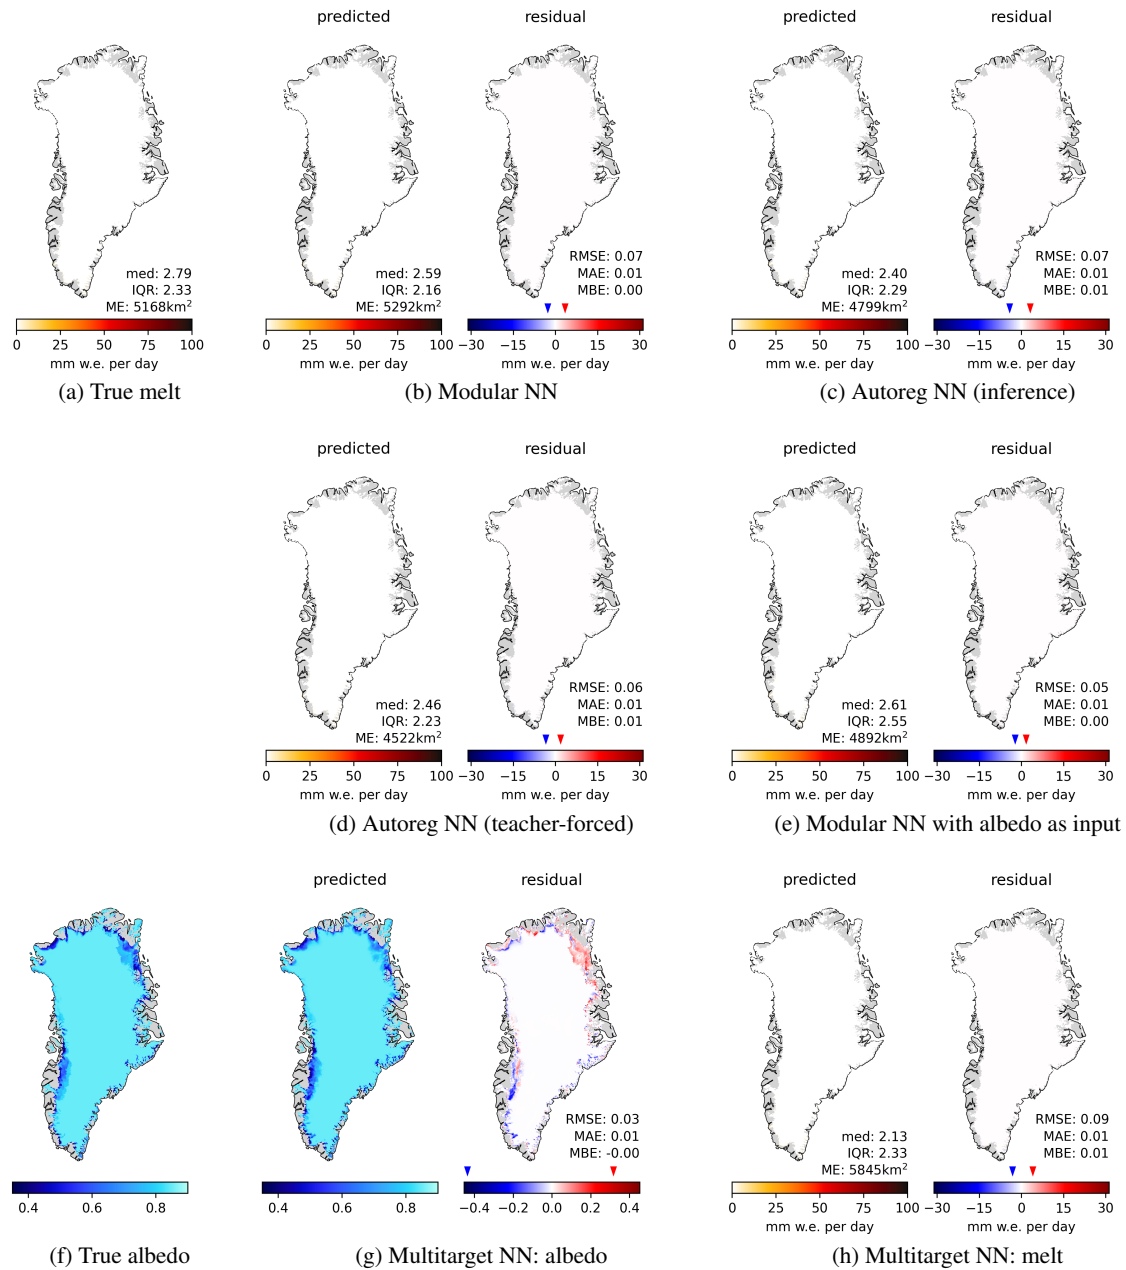 predicted residual predicted residual
med: 2.79
IQR: 2.33
ME: 5168km²
0 25 50 75 100
mm w.e. per day
(a) True melt
med: 2.59
IQR: 2.16
ME: 5292km²
0 25 50 75 100
mm w.e. per day
RMSE: 0.07
MAE: 0.01
MBE: 0.00
−30 −15 0 15 30
mm w.e. per day
(b) Modular NN
med: 2.40
IQR: 2.29
ME: 4799km²
0 25 50 75 100
mm w.e. per day
RMSE: 0.07
MAE: 0.01
MBE: 0.01
−30 −15 0 15 30
mm w.e. per day
(c) Autoreg NN (inference)
predicted residual predicted residual
med: 2.46
IQR: 2.23
ME: 4522km²
0 25 50 75 100
mm w.e. per day
RMSE: 0.06
MAE: 0.01
MBE: 0.01
−30 −15 0 15 30
mm w.e. per day
(d) Autoreg NN (teacher-forced)
med: 2.61
IQR: 2.55
ME: 4892km²
0 25 50 75 100
mm w.e. per day
RMSE: 0.05
MAE: 0.01
MBE: 0.00
−30 −15 0 15 30
mm w.e. per day
(e) Modular NN with albedo as input
predicted residual predicted residual
0.4 0.6 0.8
(f) True albedo
0.4 0.6 0.8
RMSE: 0.03
MAE: 0.01
MBE: -0.00
−0.4 −0.2 0.0 0.2 0.4
(g) Multitarget NN: albedo
med: 2.13
IQR: 2.33
ME: 5845km²
0 25 50 75 100
mm w.e. per day
RMSE: 0.09
MAE: 0.01
MBE: 0.01
−30 −15 0 15 30
mm w.e. per day
(h) Multitarget NN: melt